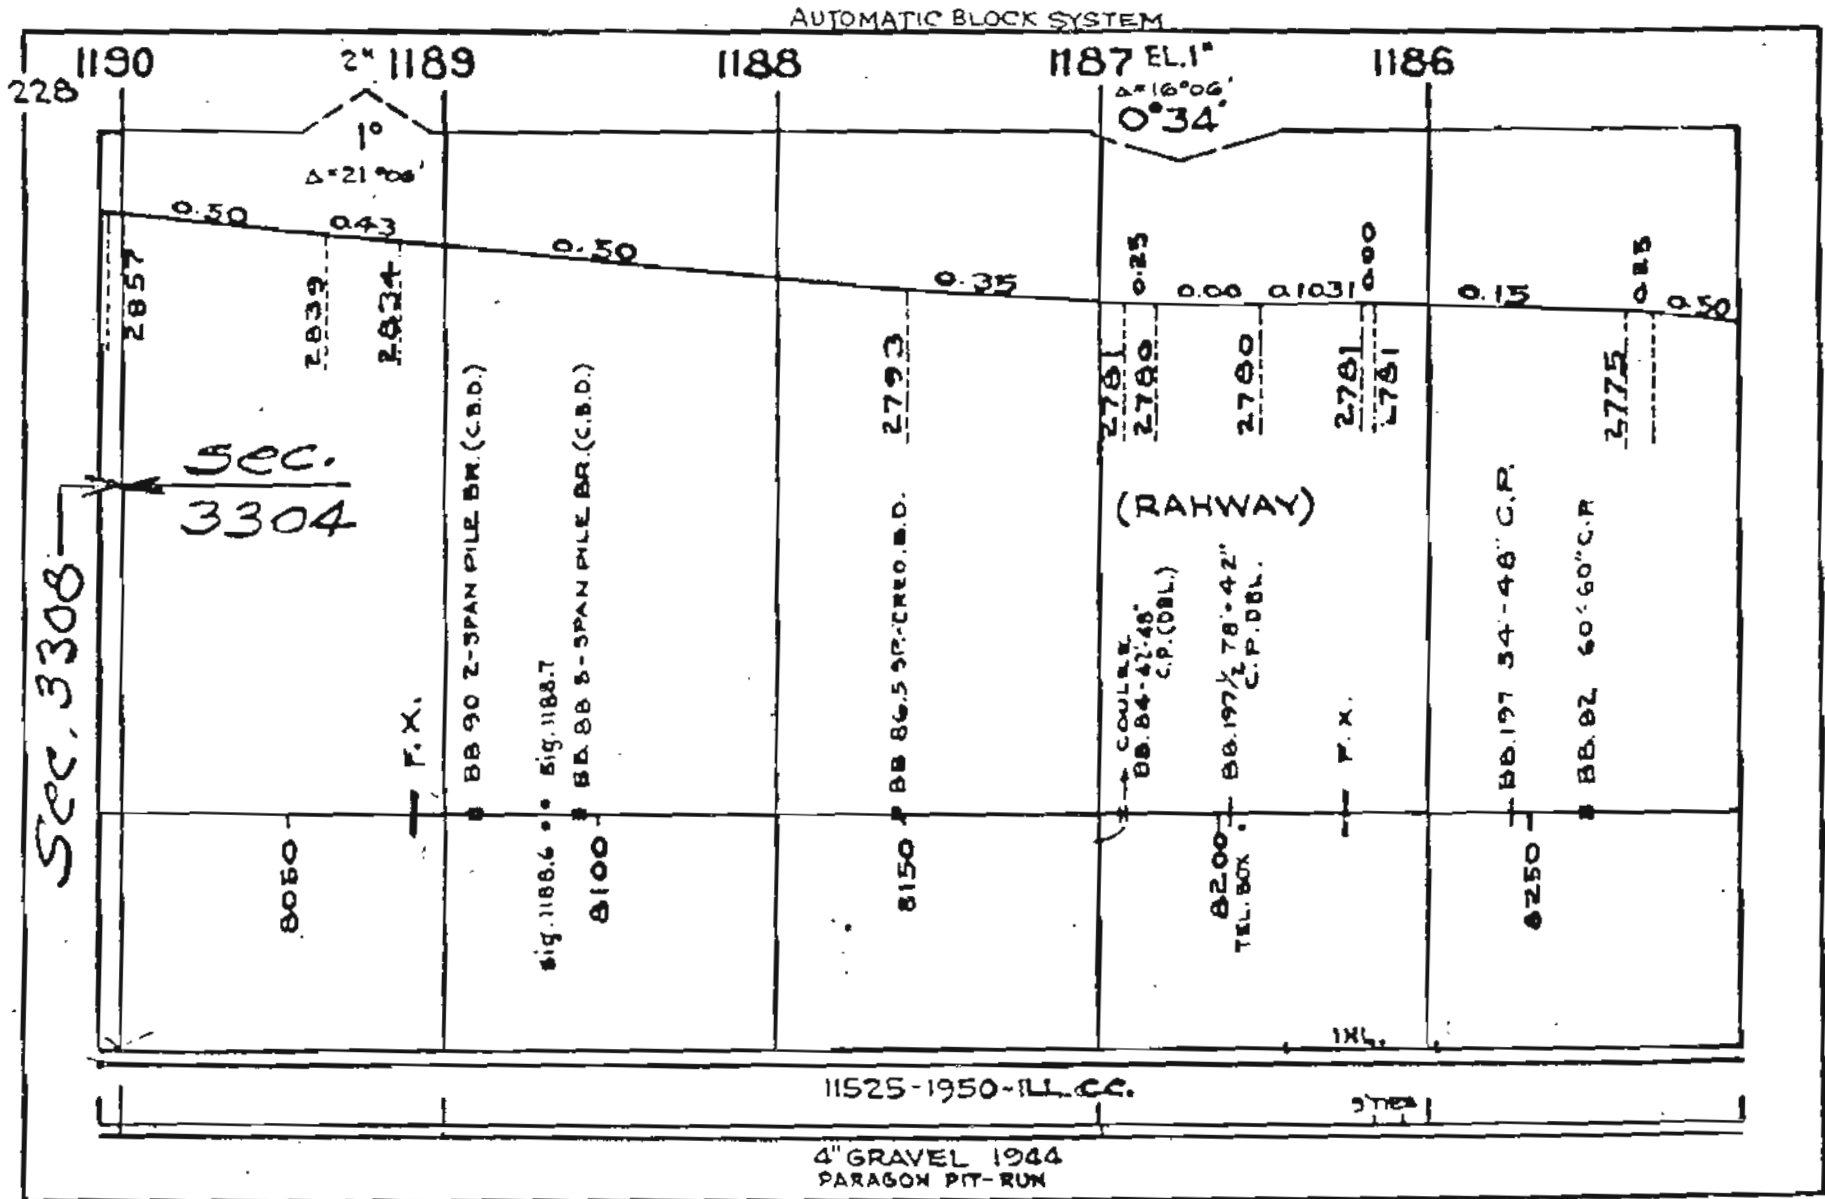 AUTOMATIC BLOCK SYSTEM
1190
2"
1189
1188
1187
EL.1"
1186
228
Δ=16°06'
0°34'
1°
Δ=21°06'
0.50
0.43
0.50
0.35
0.25
0.00
0.1031
0.00
0.15
0.25
0.50
2857
2839
2834
2793
2781
2780
2780
2781
2781
2775
Sec.
3304
Sec. 3308
(RAHWAY)
F.X.
BB 90 2-SPAN PILE BR.(C.B.D.)
Sig. 1188.7
BB. 88 8-SPAN PILE BR.(C.B.D.)
BB 86.5 SP.-CREO.B.D.
COULEE
BB. 84-42'-48"
C.P.(DBL.)
BB.197½ 78'-42"
C.P. DBL.
F.X.
BB.197 54'-48" C.P.
BB. 82 60'-60" C.P.
8050
Sig. 1188.6
8100
8150
8200
TEL. BOX
8250
11525-1950-ILL. C.C.
4" GRAVEL 1944
PARAGON PIT-RUN